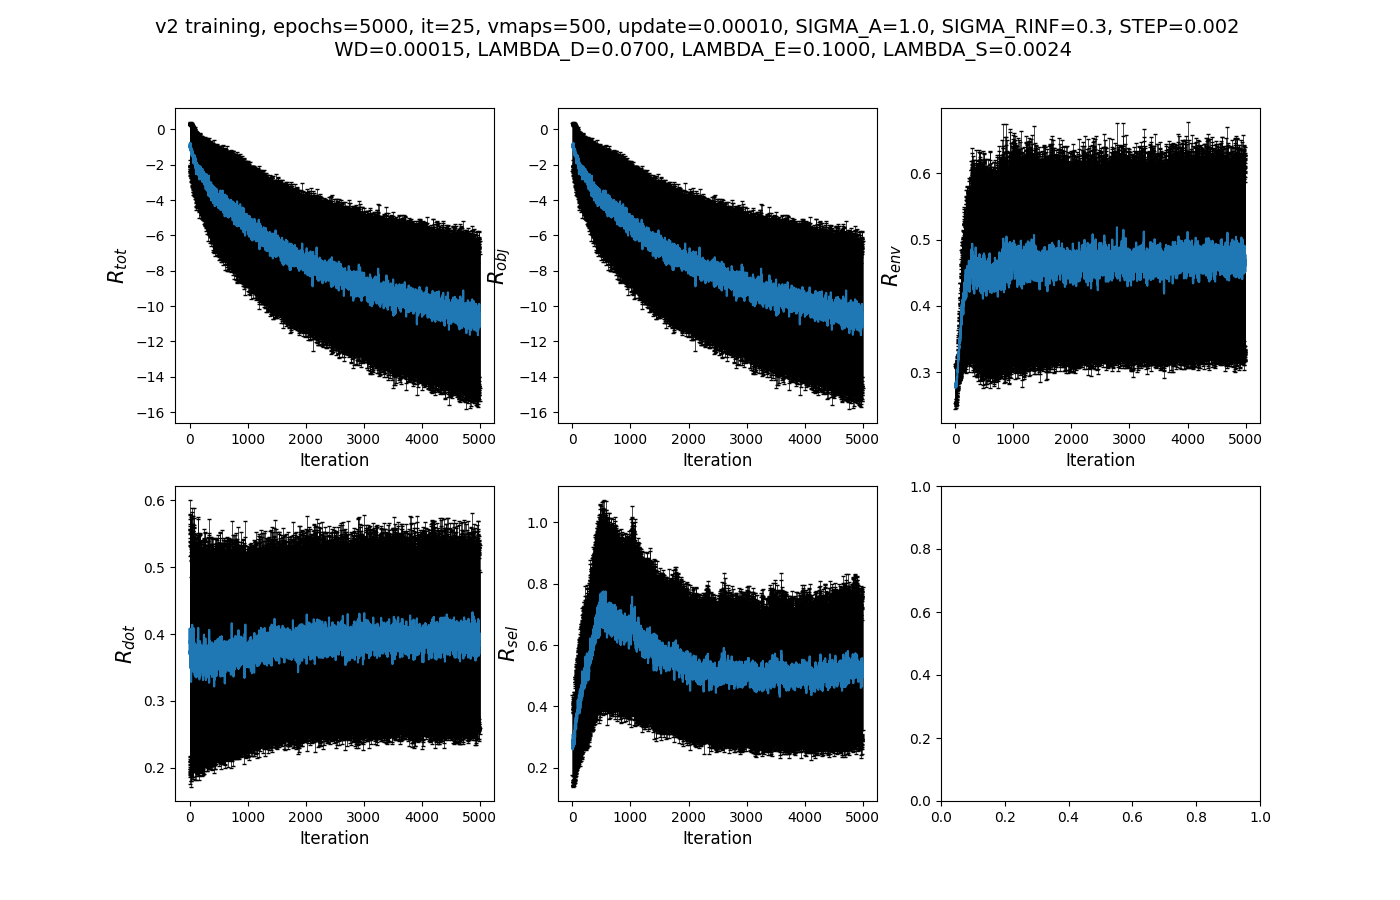 v2 training, epochs=5000, it=25, vmaps=500, update=0.00010, SIGMA_A=1.0, SIGMA_RINF=0.3, STEP=0.002
WD=0.00015, LAMBDA_D=0.0700, LAMBDA_E=0.1000, LAMBDA_S=0.0024
R_tot
0
−2
−4
−6
−8
−10
−12
−14
−16
0 1000 2000 3000 4000 5000
Iteration
R_obj
0
−2
−4
−6
−8
−10
−12
−14
−16
0 1000 2000 3000 4000 5000
Iteration
R_env
0.6
0.5
0.4
0.3
0 1000 2000 3000 4000 5000
Iteration
R_dot
0.6
0.5
0.4
0.3
0.2
0 1000 2000 3000 4000 5000
Iteration
R_sel
1.0
0.8
0.6
0.4
0.2
0 1000 2000 3000 4000 5000
Iteration
1.0
0.8
0.6
0.4
0.2
0.0
0.0 0.2 0.4 0.6 0.8 1.0